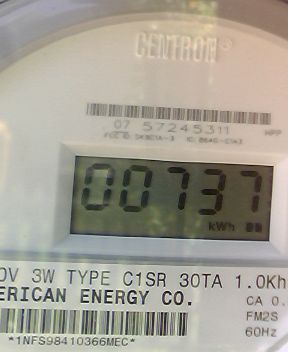 CENTRON®
07 57245311
HPP
00737
kWh
0V 3W TYPE C1SR 30TA 1.0Kh
ERICAN ENERGY CO.
CA 0.
FM2S
60Hz
*1NFS98410366MEC*